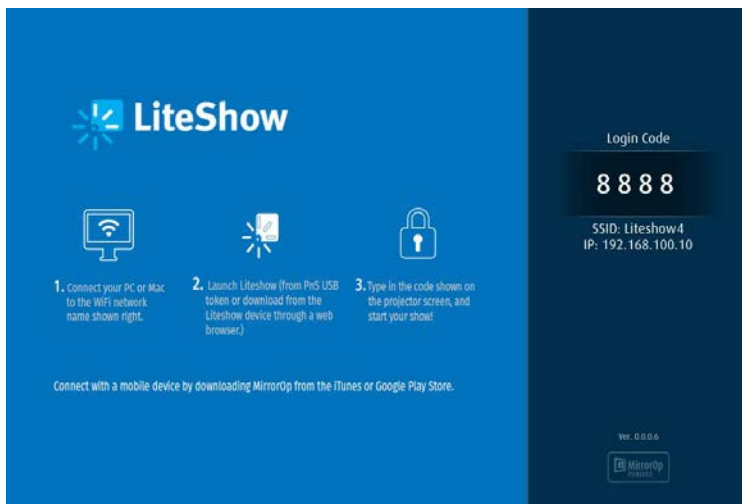 LiteShow
1. Connect your PC or Mac
to the WiFi network
name shown right.
2. Launch Liteshow (from PnS USB
token or download from the
Liteshow device through a web
browser.)
3. Type in the code shown on
the projector screen, and
start your show!
Connect with a mobile device by downloading MirrorOp from the iTunes or Google Play Store.
Login Code
8888
SSID: Liteshow4
IP: 192.168.100.10
Ver. 0.0.0.6
MirrorOp
POWERED